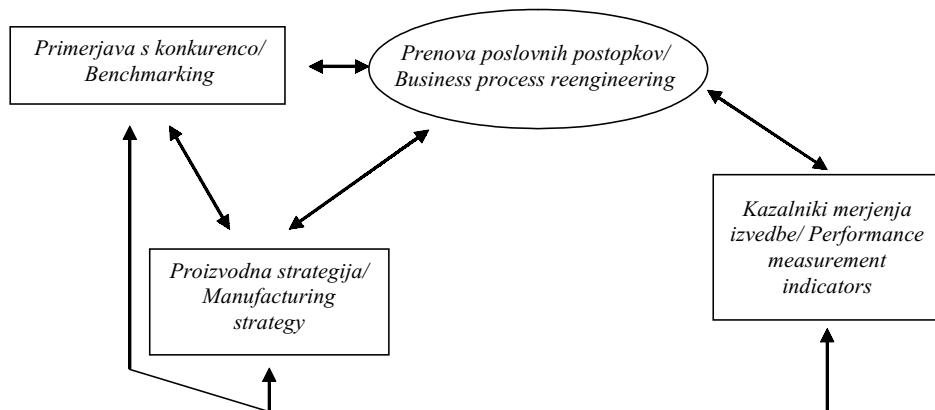 Primerjava s konkurenco/
Benchmarking
Prenova poslovnih postopkov/
Business process reengineering
Kazalniki merjenja
izvedbe/ Performance
measurement
indicators
Proizvodna strategija/
Manufacturing
strategy